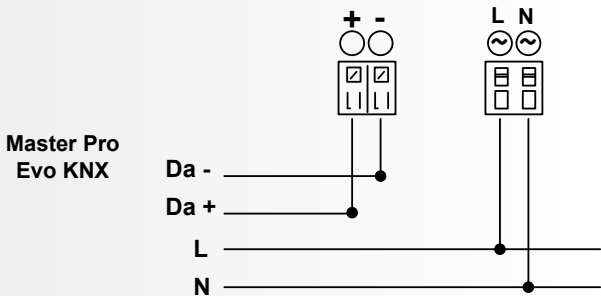 + -
L N
Master Pro
Evo KNX
Da -
Da +
L
N